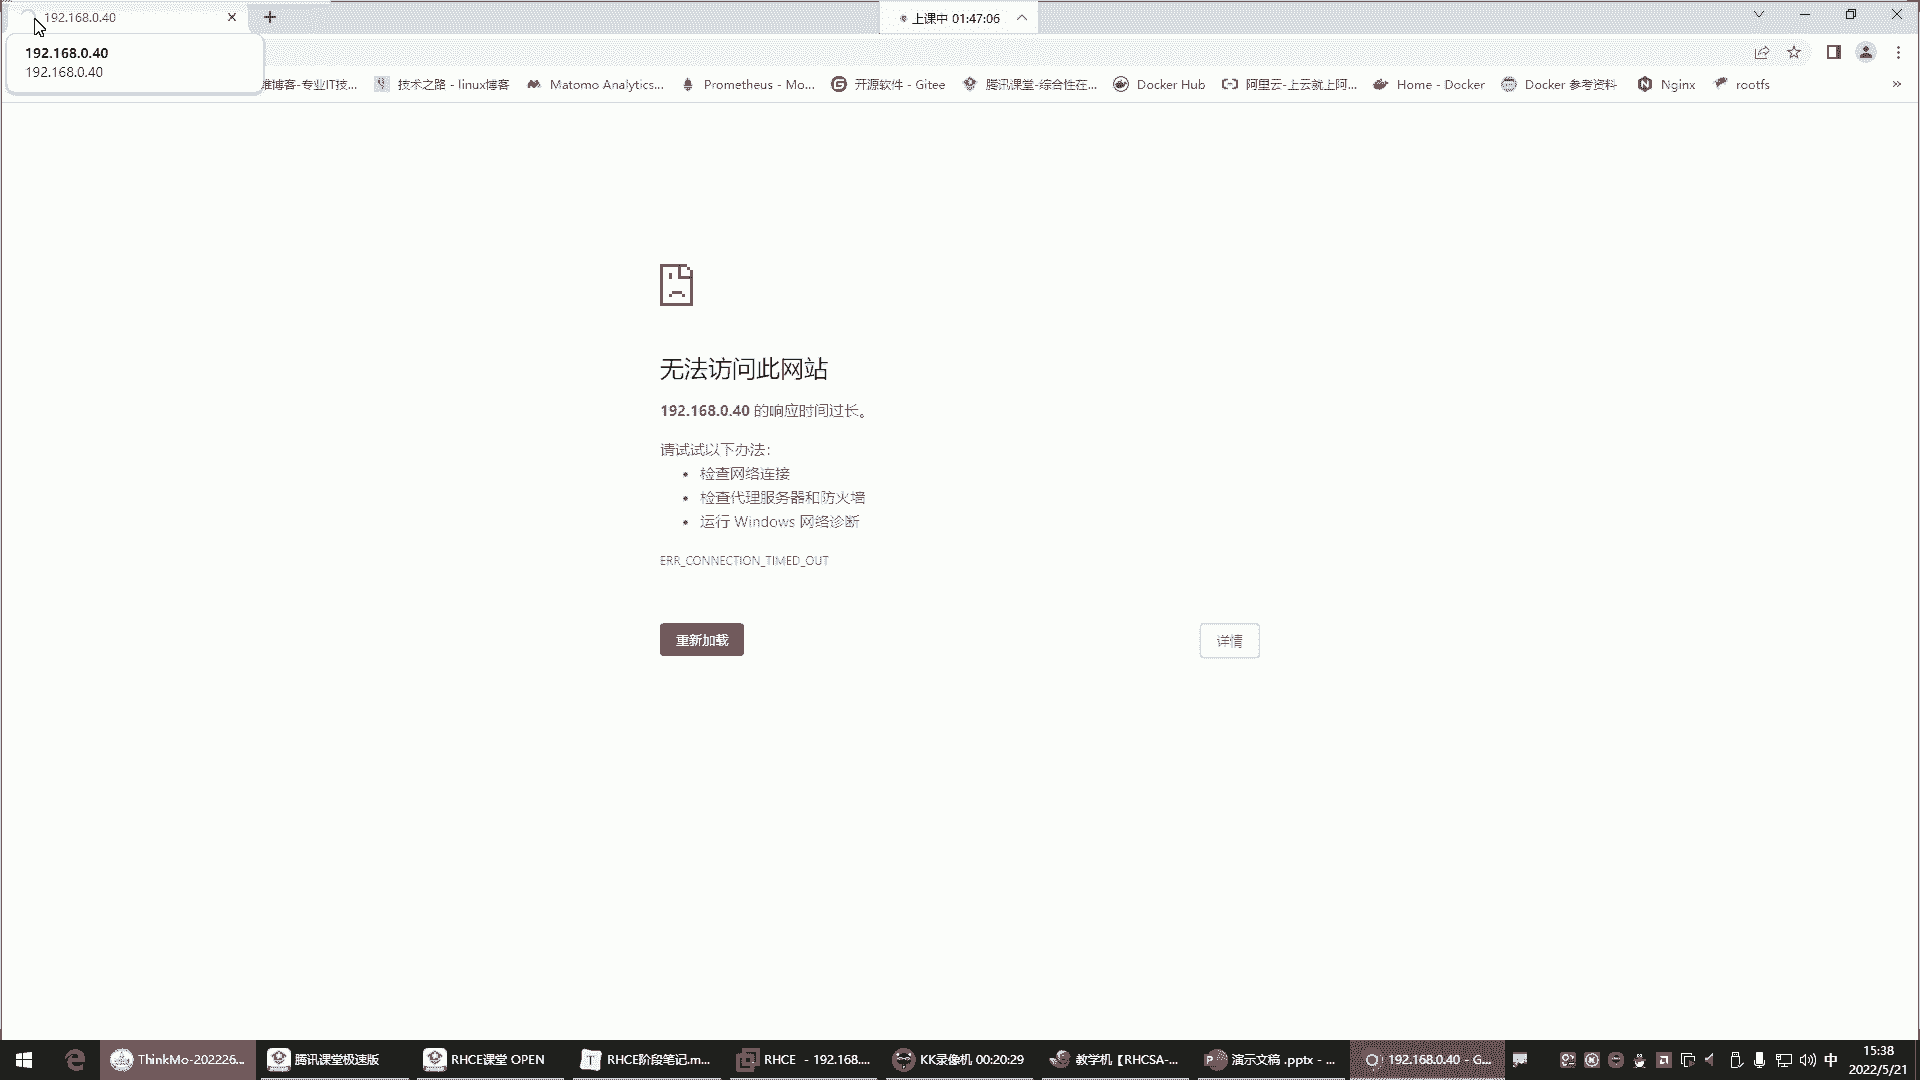 192.168.0.40
上课中 01:47:06
192.168.0.40
192.168.0.40
博客-专业IT技...
技术之路 - linux博客
Matomo Analytics...
Prometheus - Mo...
开源软件 - Gitee
腾讯课堂-综合性在...
Docker Hub
阿里云-上云就上阿...
Home - Docker
Docker 参考资料
Nginx
rootfs
»
无法访问此网站
192.168.0.40 的响应时间过长。
请试试以下办法：
• 检查网络连接
• 检查代理服务器和防火墙
• 运行 Windows 网络诊断
ERR_CONNECTION_TIMED_OUT
重新加载
详情
ThinkMo-202226...
腾讯课堂极速版
RHCE课堂 OPEN
RHCE阶段笔记.m...
RHCE - 192.168....
KK录像机 00:20:29
教学机【RHCSA-...
演示文稿 .pptx - ...
192.168.0.40 - G...
中
15:38
2022/5/21